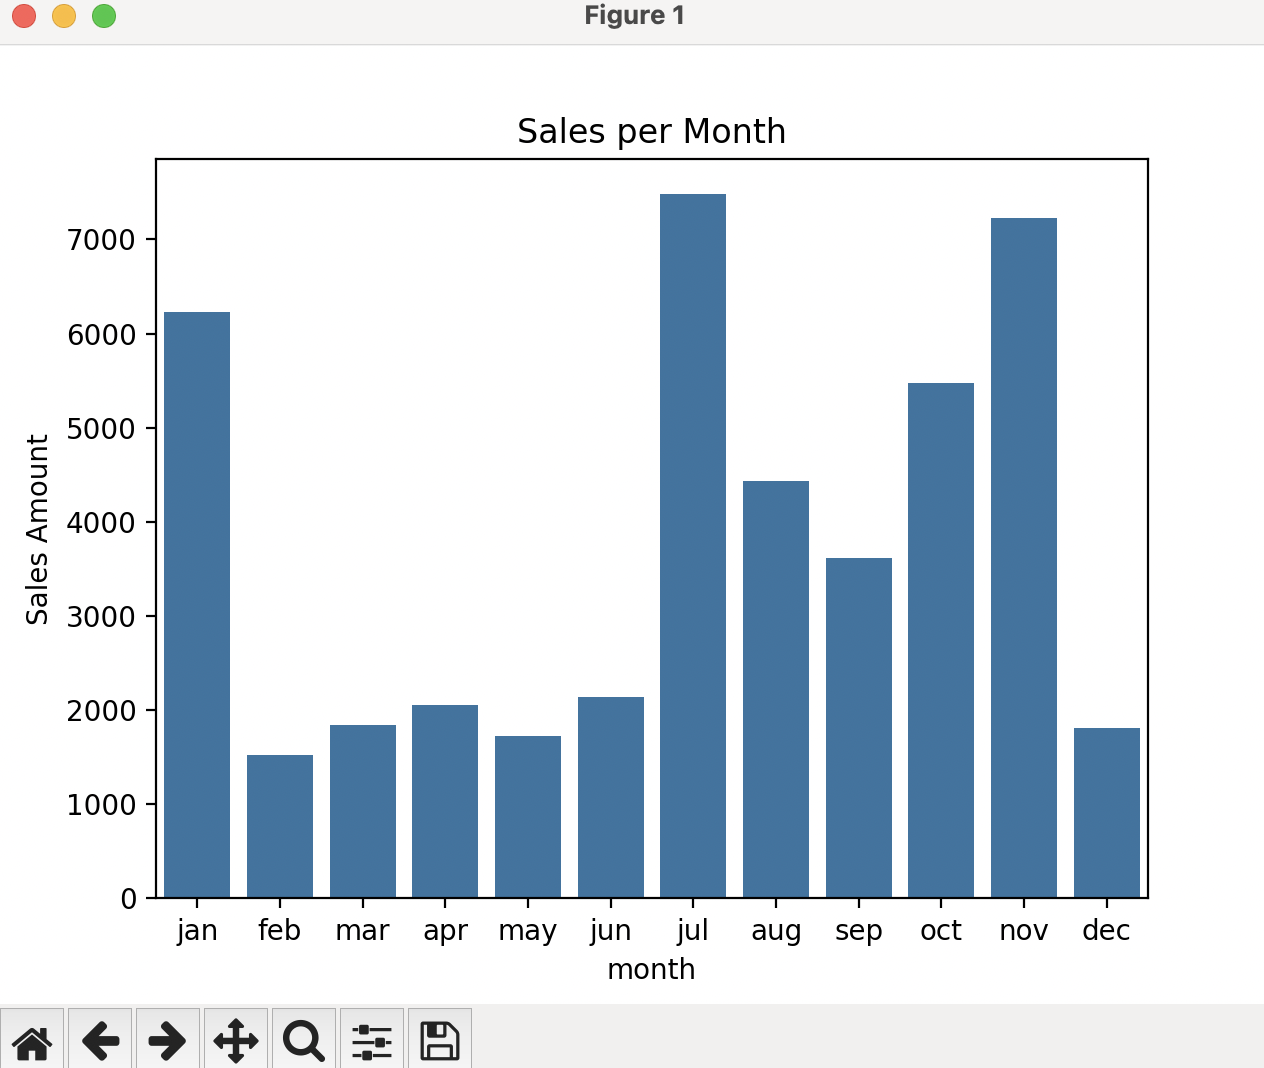 Figure 1
Sales per Month
7000
6000
5000
4000
3000
2000
1000
0
Sales Amount
jan feb mar apr may jun jul aug sep oct nov dec
month